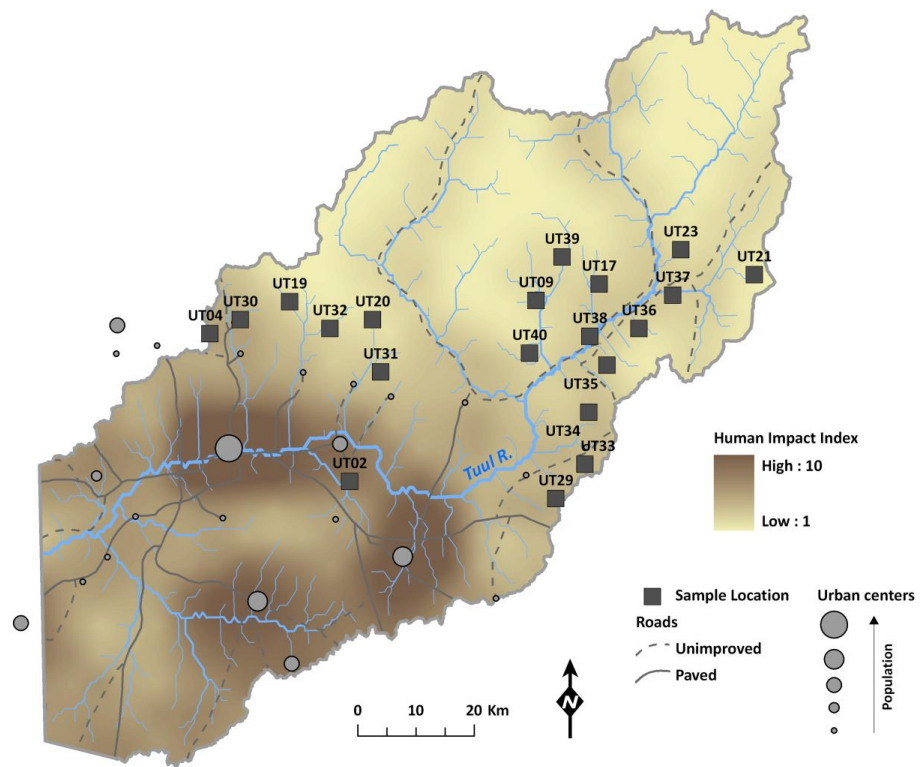 UT39
UT23
UT21
UT17
UT37
UT09
UT19
UT30
UT32
UT20
UT04
UT38
UT36
UT40
UT31
UT35
UT34
UT33
UT02
UT29
Tuul R.
Human Impact Index
High : 10
Low : 1
Sample Location
Roads
Unimproved
Paved
Urban centers
Population
N
0 10 20 Km